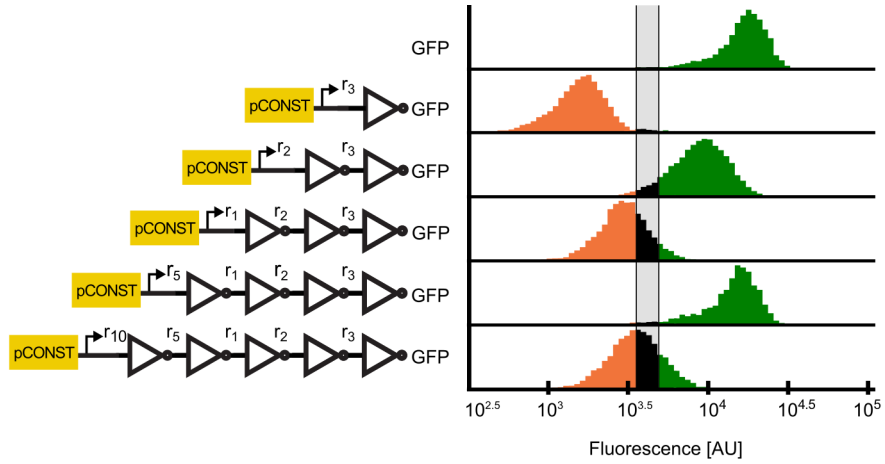 GFP
pCONST r3 GFP
pCONST r2 r3 GFP
pCONST r1 r2 r3 GFP
pCONST r5 r1 r2 r3 GFP
pCONST r10 r5 r1 r2 r3 GFP
10^2.5 10^3 10^3.5 10^4 10^4.5 10^5
Fluorescence [AU]